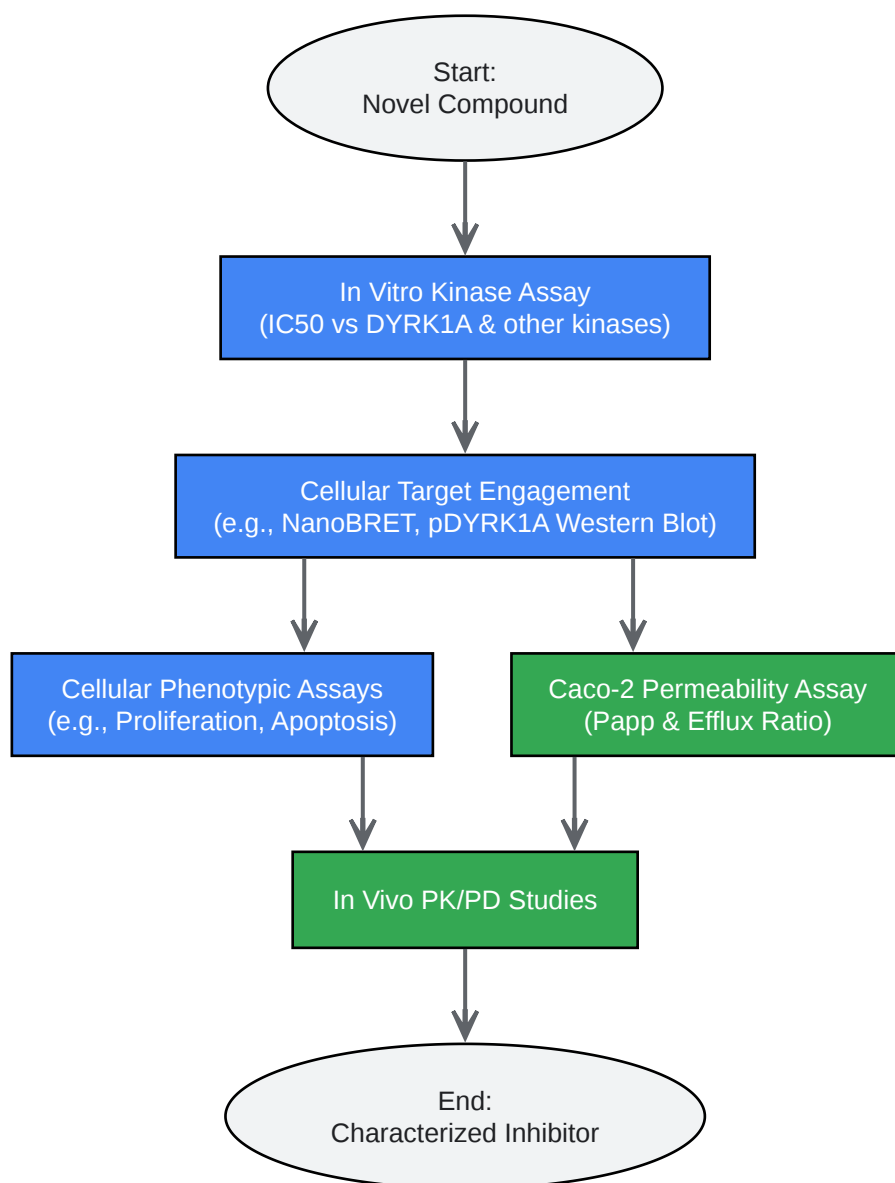 Start:
Novel Compound
In Vitro Kinase Assay
(IC50 vs DYRK1A & other kinases)
Cellular Target Engagement
(e.g., NanoBRET, pDYRK1A Western Blot)
Cellular Phenotypic Assays
(e.g., Proliferation, Apoptosis)
Caco-2 Permeability Assay
(Papp & Efflux Ratio)
In Vivo PK/PD Studies
End:
Characterized Inhibitor